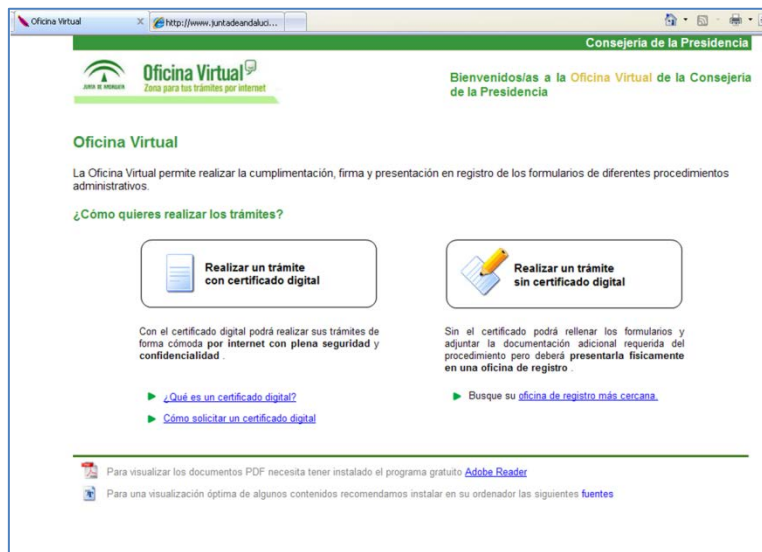 Oficina Virtual
http://www.juntadeandaluci...
Consejería de la Presidencia
JUNTA DE ANDALUCIA
Oficina Virtual
Zona para tus trámites por internet
Bienvenidos/as a la Oficina Virtual de la Consejería
de la Presidencia
Oficina Virtual
La Oficina Virtual permite realizar la cumplimentación, firma y presentación en registro de los formularios de diferentes procedimientos
administrativos.
¿Cómo quieres realizar los trámites?
Realizar un trámite
con certificado digital
Con el certificado digital podrá realizar sus trámites de
forma cómoda por internet con plena seguridad y
confidencialidad .
¿Qué es un certificado digital?
Cómo solicitar un certificado digital
Realizar un trámite
sin certificado digital
Sin el certificado podrá rellenar los formularios y
adjuntar la documentación adicional requerida del
procedimiento pero deberá presentarla físicamente
en una oficina de registro .
Busque su oficina de registro más cercana.
Para visualizar los documentos PDF necesita tener instalado el programa gratuito Adobe Reader
Para una visualización óptima de algunos contenidos recomendamos instalar en su ordenador las siguientes fuentes